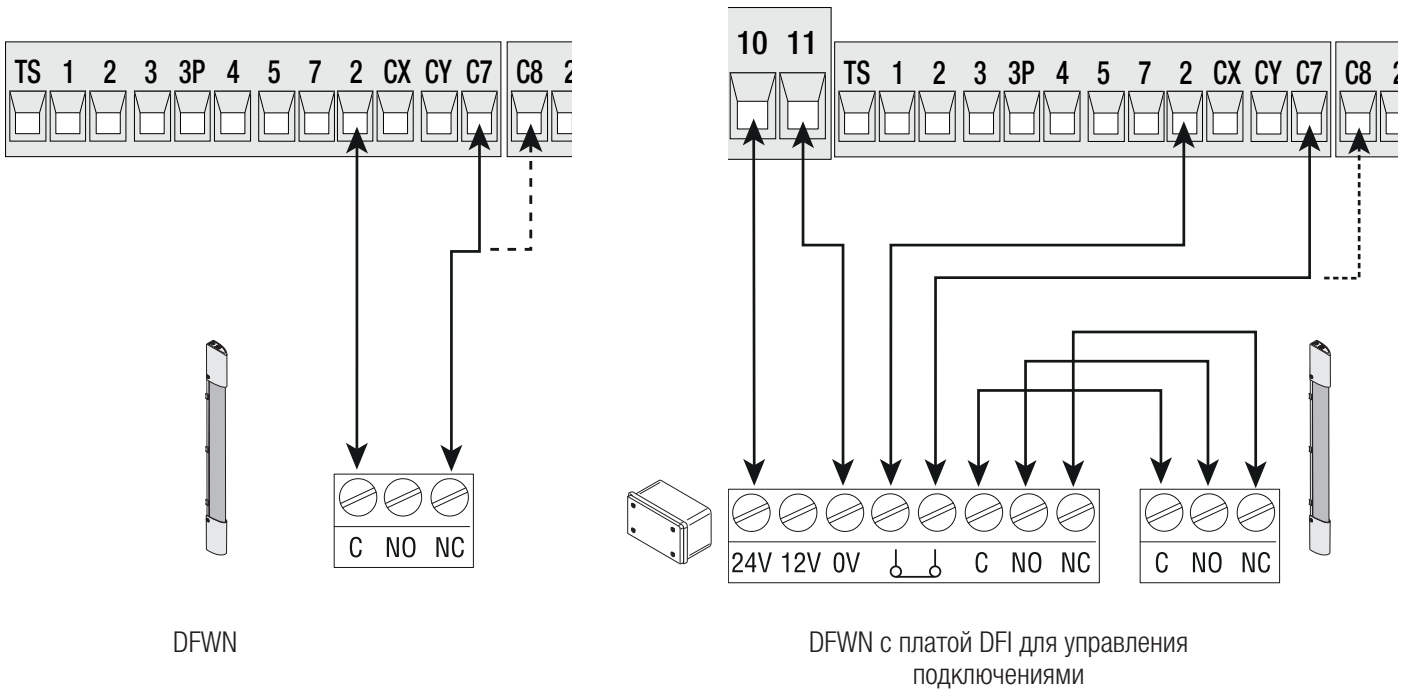 TS 1 2 3 3P 4 5 7 2 CX CY C7 C8 2
C NO NC
DFWN
10 11
TS 1 2 3 3P 4 5 7 2 CX CY C7 C8
24V 12V 0V C NO NC
C NO NC
DFWN с платой DFI для управления
подключениями